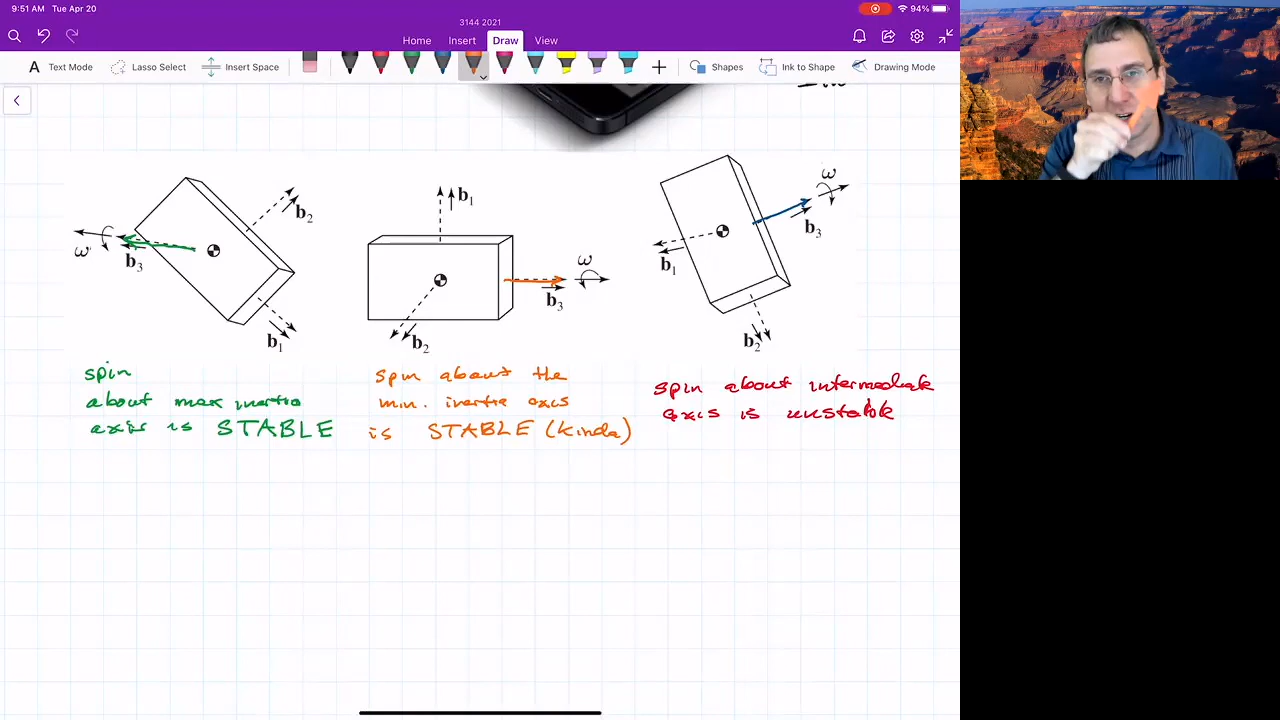 9:51 AM Tue Apr 20
94%
3144 2021
Home Insert Draw View
Text Mode Lasso Select Insert Space Shapes Ink to Shape Drawing Mode
ω
b3
b2
b1
b1
ω
b3
b2
ω
b3
b1
b2
spin
about max inertia
axis is STABLE
spin about the
min. inertia axis
is STABLE (kinda)
spin about intermediate
axis is unstable